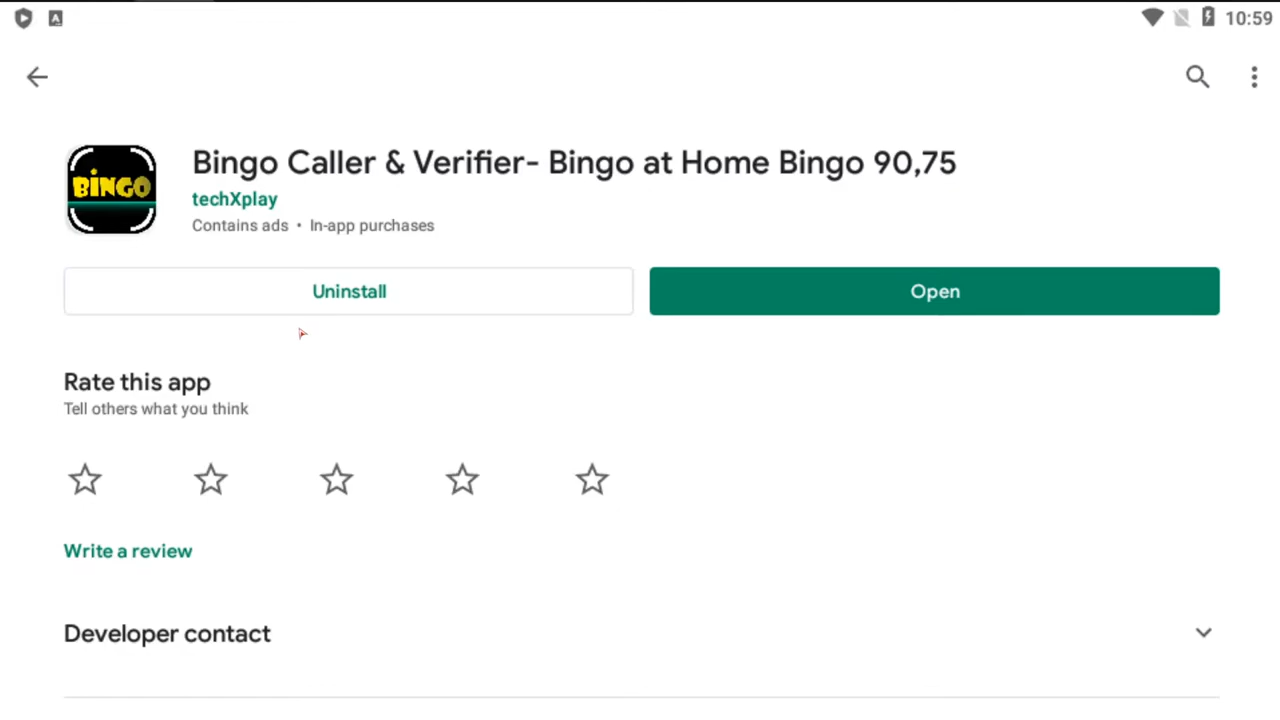 10:59
BINGO
Bingo Caller & Verifier- Bingo at Home Bingo 90,75
techXplay
Contains ads • In-app purchases
Uninstall
Open
Rate this app
Tell others what you think
Write a review
Developer contact